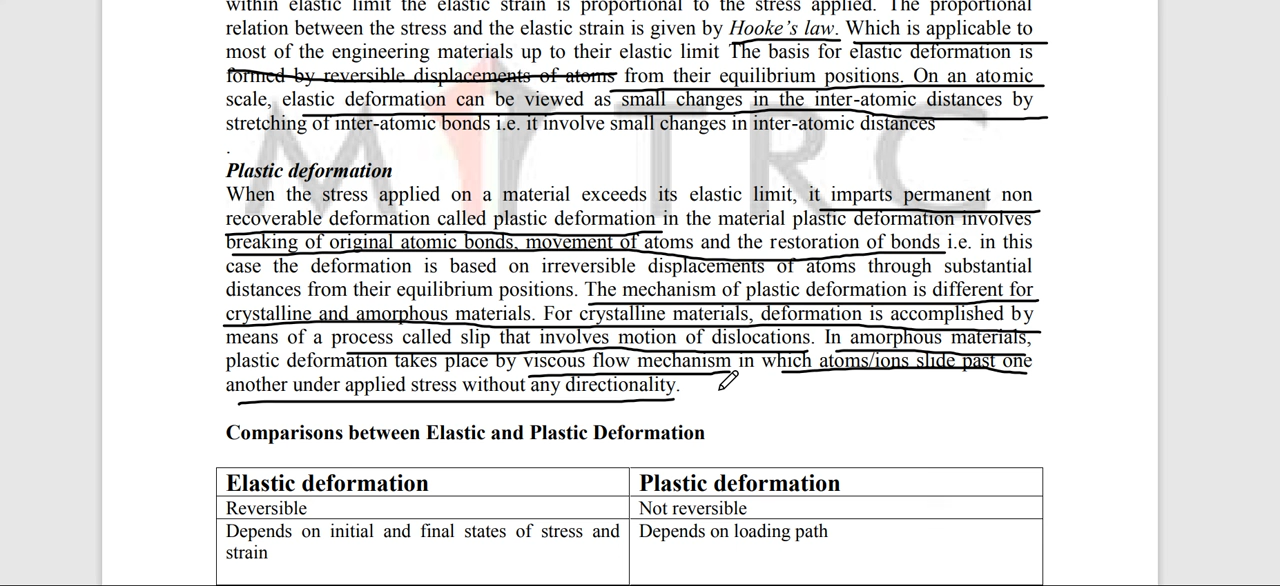 within elastic limit the elastic strain is proportional to the stress applied. The proportional
relation between the stress and the elastic strain is given by Hooke's law. Which is applicable to
most of the engineering materials up to their elastic limit The basis for elastic deformation is
formed by reversible displacements of atoms from their equilibrium positions. On an atomic
scale, elastic deformation can be viewed as small changes in the inter-atomic distances by
stretching of inter-atomic bonds i.e. it involve small changes in inter-atomic distances
.
Plastic deformation
When the stress applied on a material exceeds its elastic limit, it imparts permanent non
recoverable deformation called plastic deformation in the material plastic deformation involves
breaking of original atomic bonds, movement of atoms and the restoration of bonds i.e. in this
case the deformation is based on irreversible displacements of atoms through substantial
distances from their equilibrium positions. The mechanism of plastic deformation is different for
crystalline and amorphous materials. For crystalline materials, deformation is accomplished by
means of a process called slip that involves motion of dislocations. In amorphous materials,
plastic deformation takes place by viscous flow mechanism in which atoms/ions slide past one
another under applied stress without any directionality.
MITRC
Comparisons between Elastic and Plastic Deformation
Elastic deformation
Plastic deformation
Reversible
Not reversible
Depends on initial and final states of stress and
strain
Depends on loading path